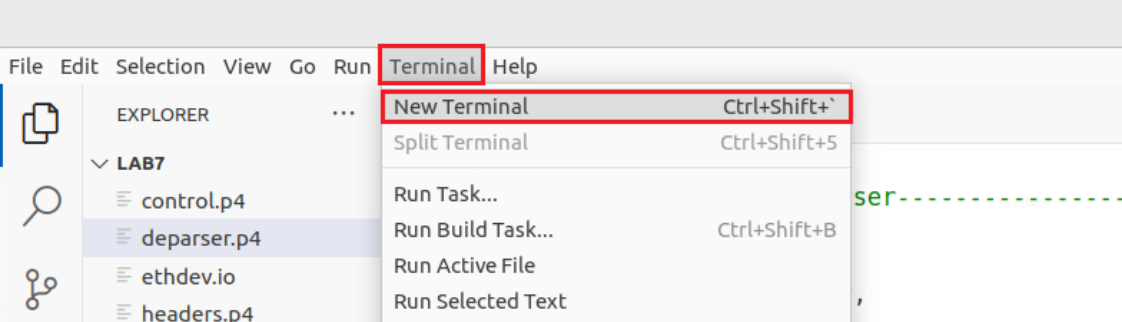 File Edit Selection View Go Run Terminal Help
EXPLORER ...
LAB7
control.p4
deparser.p4
ethdev.io
headers.p4
New Terminal Ctrl+Shift+`
Split Terminal Ctrl+Shift+5
Run Task...
Run Build Task... Ctrl+Shift+B
Run Active File
Run Selected Text
ser----------------
,